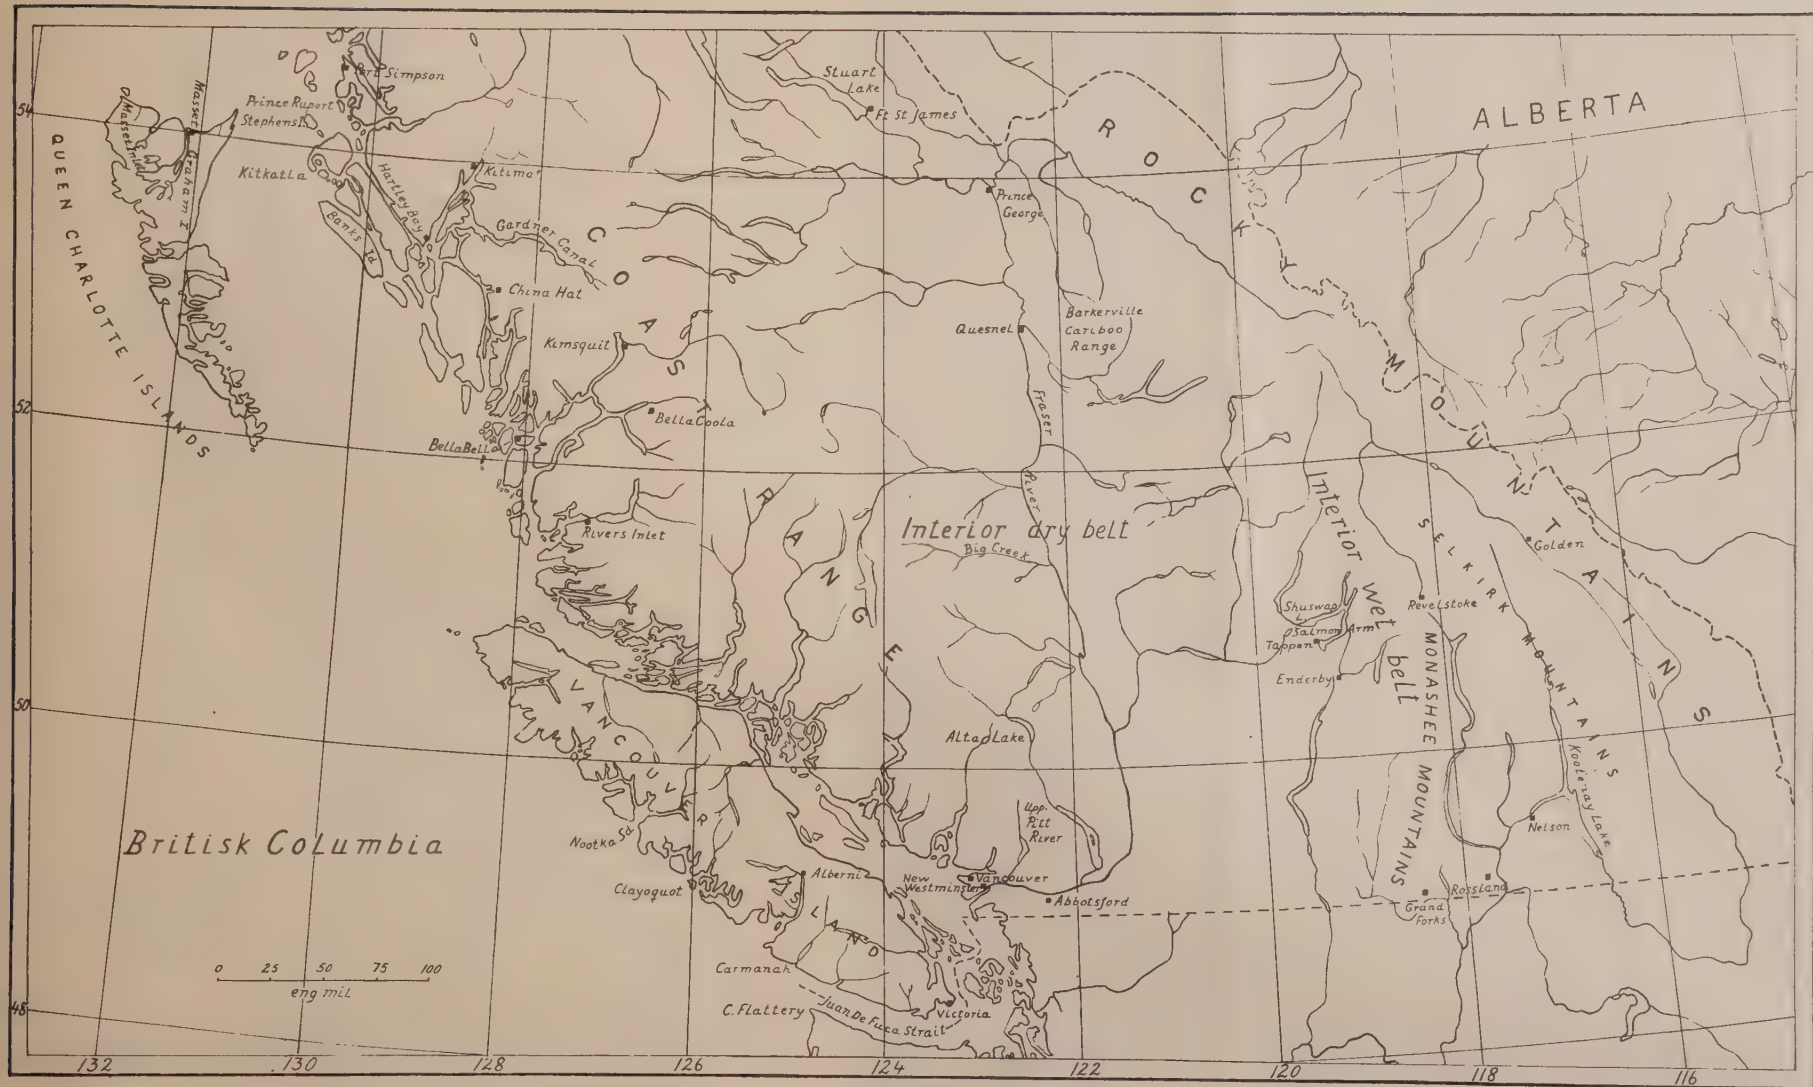 Port Simpson
Prince Rupert
Stephens I.
Masset
Masset Inlet
Graham I
QUEEN CHARLOTTE ISLANDS
Kitkatla
Banks Id
Hartley Bay
Kitimat
Gardner Canal
China Hat
Kimsquit
Bella Coola
Bella Bella
Rivers Inlet
COAST RANGE
Stuart
Lake
Ft St James
Prince
George
Quesnel
Barkerville
Cariboo
Range
Fraser
River
ALBERTA
ROCKY MOUNTAINS
Interior dry belt
Big Creek
Interior wet belt
Shuswap
L.
Salmon Arm
Tappen
Enderby
Revelstoke
Golden
SELKIRK MOUNTAINS
MONASHEE MOUNTAINS
Kootenay Lake
Nelson
Rossland
Grand
Forks
Alta Lake
Upp.
Pitt
River
New
Westminster
Vancouver
Abbotsford
VANCOUVER
ISLAND
Nootka Sd
Clayoquot
Alberni
Carmanah
C. Flattery
Juan De Fuca Strait
Victoria
Britisk Columbia
0 25 50 75 100
eng mil.
54
52
50
48
132 130 128 126 124 122 120 118 116